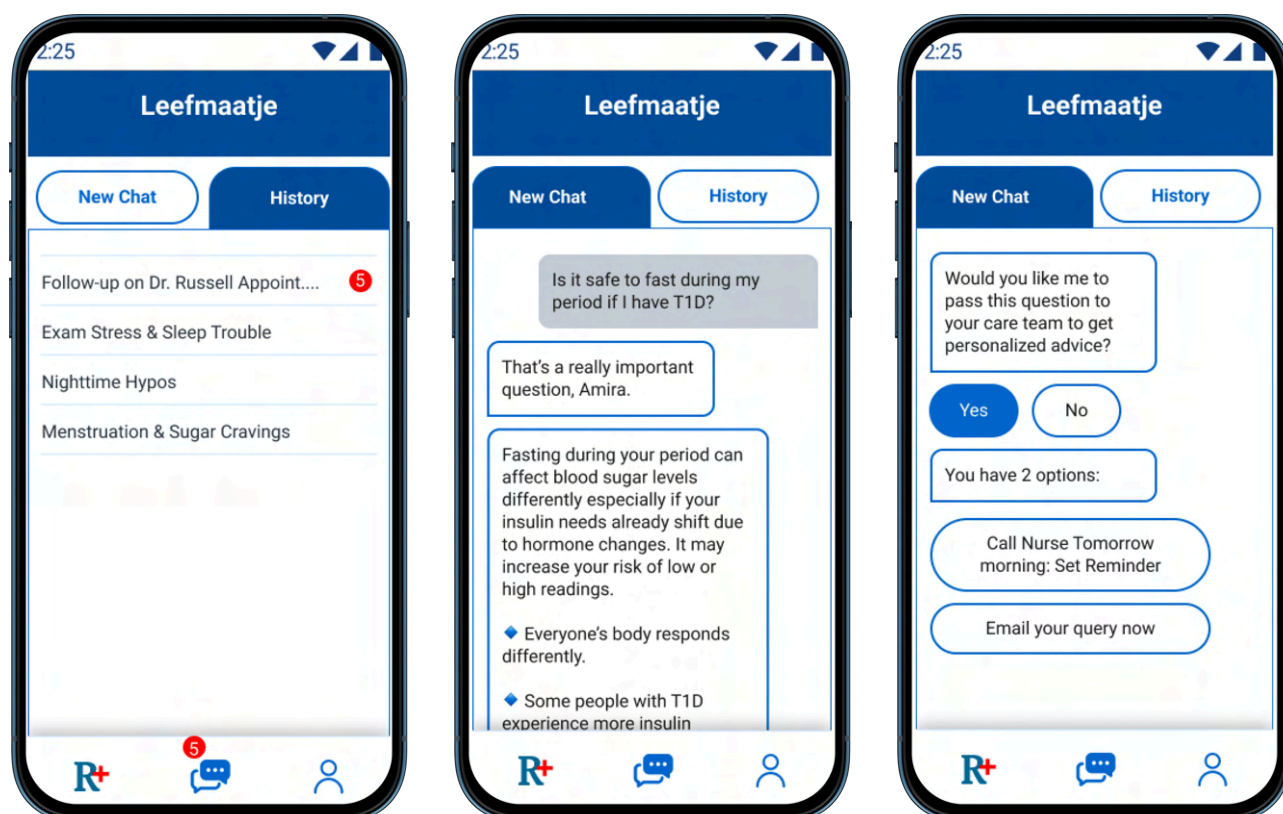 2:25
Leefmaatje
New Chat
History
Follow-up on Dr. Russell Appoint....
5
Exam Stress & Sleep Trouble
Nighttime Hypos
Menstruation & Sugar Cravings
5
R+
2:25
Leefmaatje
New Chat
History
Is it safe to fast during my
period if I have T1D?
That's a really important
question, Amira.
Fasting during your period can
affect blood sugar levels
differently especially if your
insulin needs already shift due
to hormone changes. It may
increase your risk of low or
high readings.
🔹 Everyone's body responds
differently.
🔹 Some people with T1D
experience more insulin
R+
2:25
Leefmaatje
New Chat
History
Would you like me to
pass this question to
your care team to get
personalized advice?
Yes
No
You have 2 options:
Call Nurse Tomorrow
morning: Set Reminder
Email your query now
R+